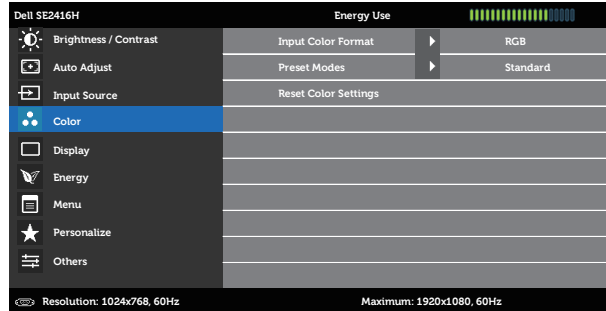 Dell SE2416H Energy Use
Brightness / Contrast Input Color Format RGB
Auto Adjust Preset Modes Standard
Input Source Reset Color Settings
Color
Display
Energy
Menu
Personalize
Others
Resolution: 1024x768, 60Hz Maximum: 1920x1080, 60Hz